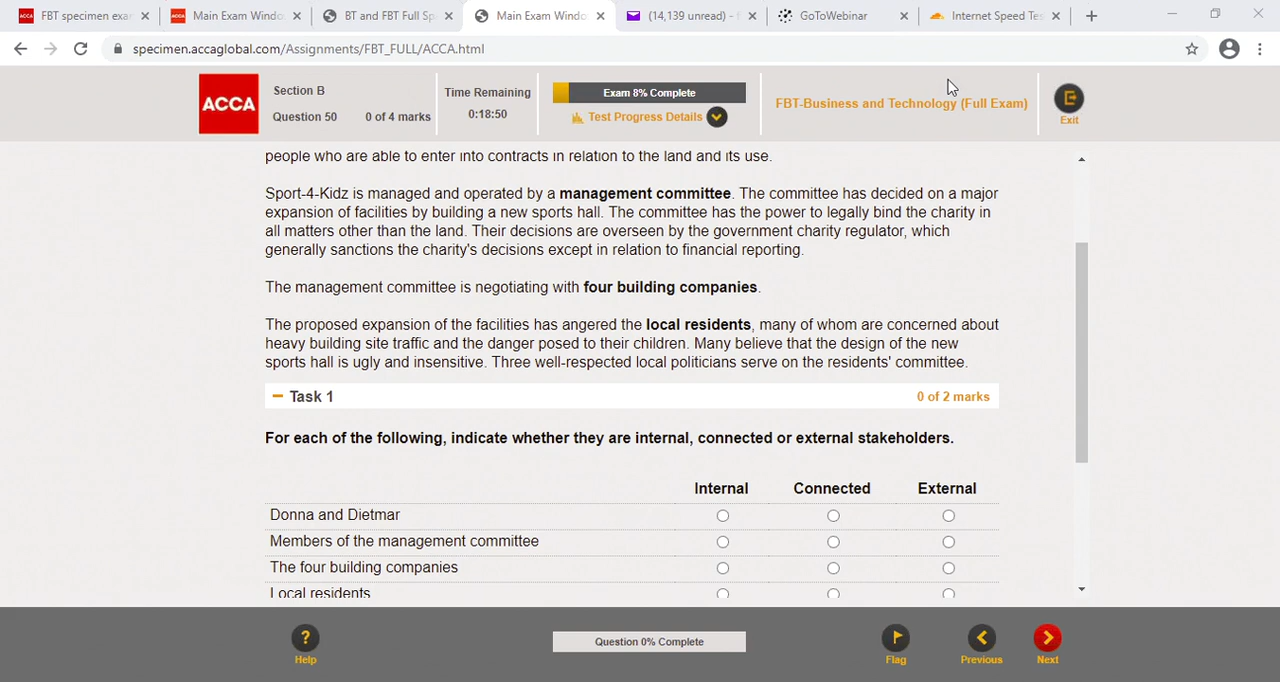 FBT specimen exa
Main Exam Windo
BT and FBT Full Sp
Main Exam Windo
(14,139 unread) -
GoToWebinar
Internet Speed Tes
specimen.accaglobal.com/Assignments/FBT_FULL/ACCA.html
ACCA
Section B
Question 50
0 of 4 marks
Time Remaining
0:18:50
Exam 8% Complete
Test Progress Details
FBT-Business and Technology (Full Exam)
Exit
people who are able to enter into contracts in relation to the land and its use.
Sport-4-Kidz is managed and operated by a management committee. The committee has decided on a major
expansion of facilities by building a new sports hall. The committee has the power to legally bind the charity in
all matters other than the land. Their decisions are overseen by the government charity regulator, which
generally sanctions the charity's decisions except in relation to financial reporting.
The management committee is negotiating with four building companies.
The proposed expansion of the facilities has angered the local residents, many of whom are concerned about
heavy building site traffic and the danger posed to their children. Many believe that the design of the new
sports hall is ugly and insensitive. Three well-respected local politicians serve on the residents' committee.
Task 1
0 of 2 marks
For each of the following, indicate whether they are internal, connected or external stakeholders.
Internal Connected External
Donna and Dietmar
Members of the management committee
The four building companies
Local residents
? Help
Question 0% Complete
Flag
Previous
Next